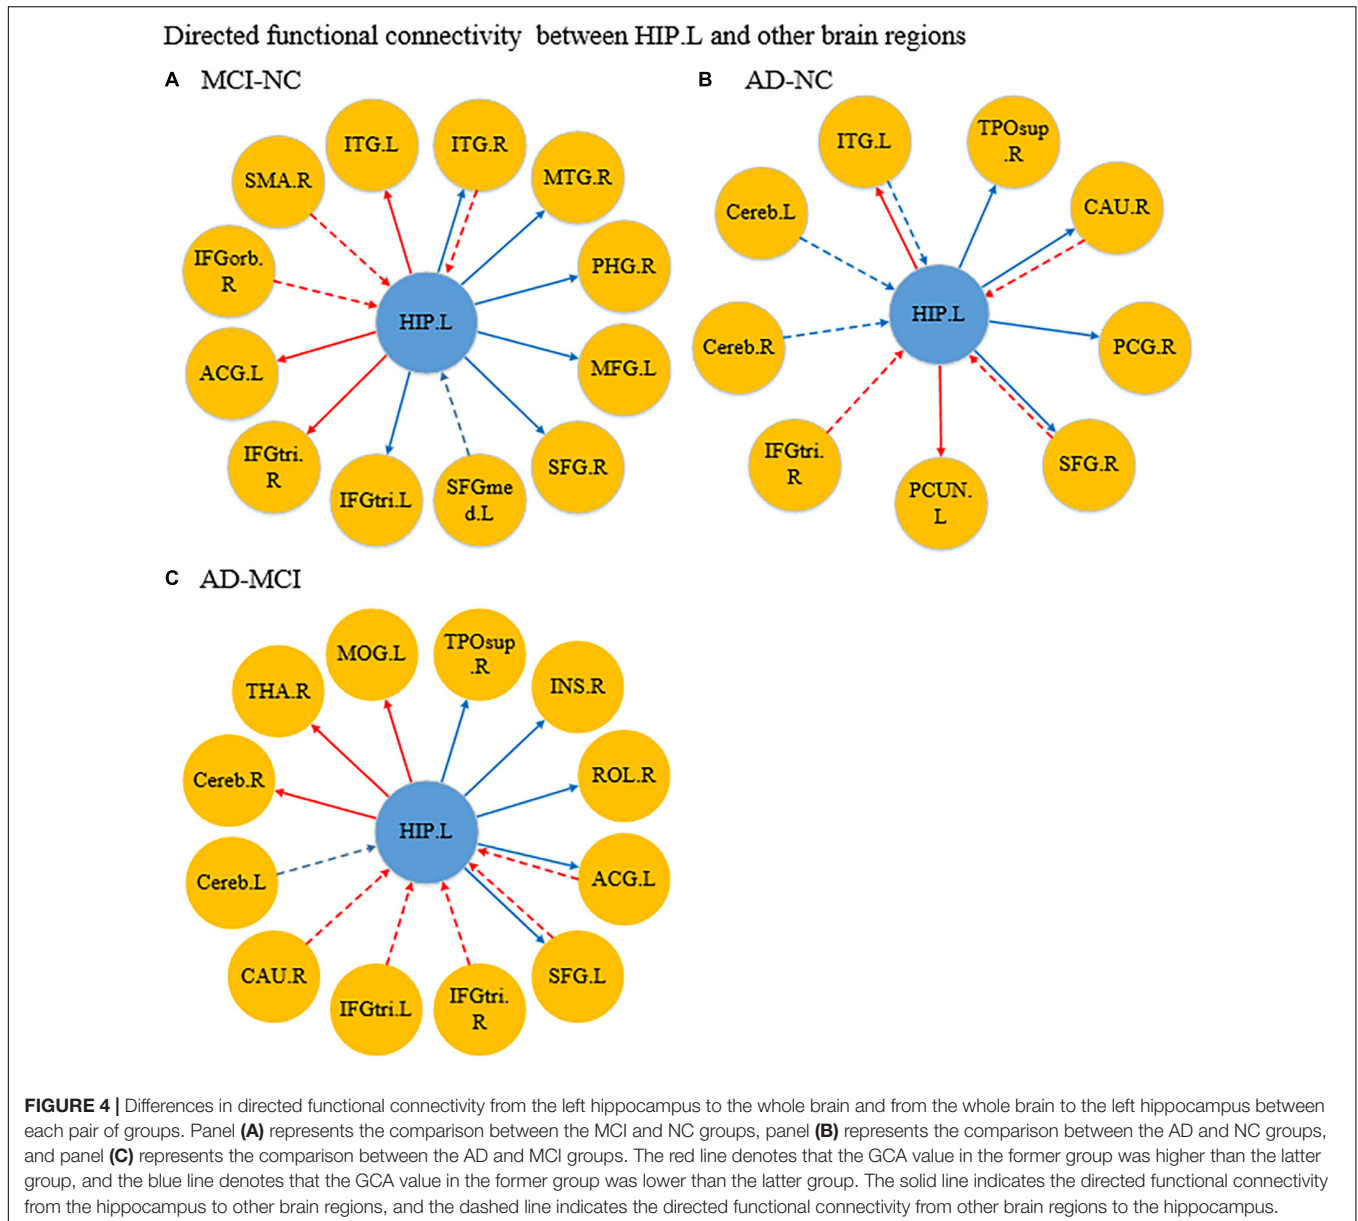 Directed functional connectivity between HIP.L and other brain regions
A MCI-NC
ITG.L
ITG.R
SMA.R
MTG.R
IFGorb.
R
PHG.R
HIP.L
ACG.L
MFG.L
IFGtri.
R
IFGtri.L
SFGme
d.L
SFG.R
B AD-NC
ITG.L
TPOsup
.R
Cereb.L
CAU.R
HIP.L
Cereb.R
PCG.R
IFGtri.
R
PCUN.
L
SFG.R
C AD-MCI
MOG.L
TPOsup
.R
THA.R
INS.R
Cereb.R
ROL.R
HIP.L
Cereb.L
ACG.L
CAU.R
IFGtri.L
IFGtri.
R
SFG.L
FIGURE 4 | Differences in directed functional connectivity from the left hippocampus to the whole brain and from the whole brain to the left hippocampus between
each pair of groups. Panel (A) represents the comparison between the MCI and NC groups, panel (B) represents the comparison between the AD and NC groups,
and panel (C) represents the comparison between the AD and MCI groups. The red line denotes that the GCA value in the former group was higher than the latter
group, and the blue line denotes that the GCA value in the former group was lower than the latter group. The solid line indicates the directed functional connectivity
from the hippocampus to other brain regions, and the dashed line indicates the directed functional connectivity from other brain regions to the hippocampus.